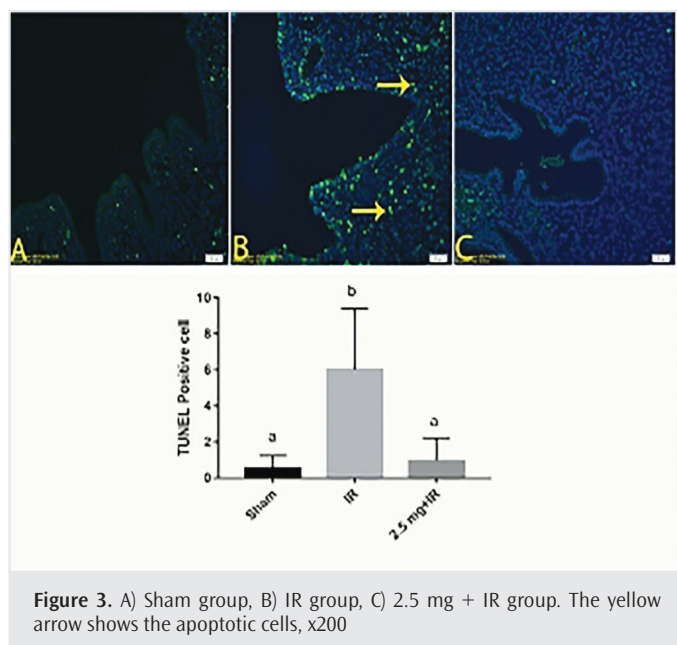 A
B
C
10
8
6
4
2
0
TUNEL Positive cell
a
b
a
Sham
IR
2.5 mg+IR
Figure 3. A) Sham group, B) IR group, C) 2.5 mg + IR group. The yellow
arrow shows the apoptotic cells, x200